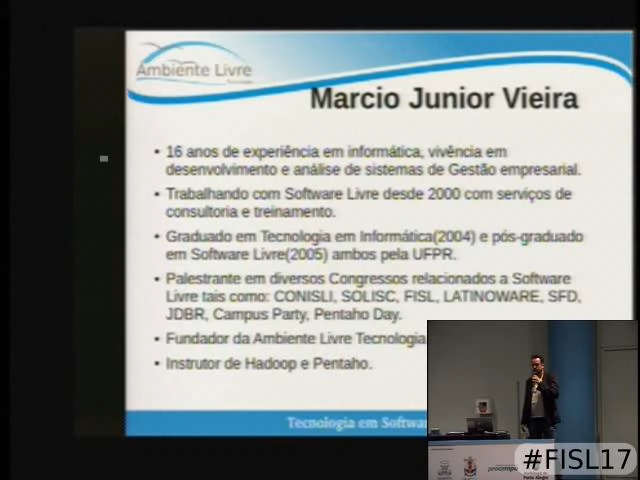 Ambiente Livre
Marcio Junior Vieira
• 16 anos de experiência em informática, vivência em
desenvolvimento e análise de sistemas de Gestão empresarial.
• Trabalhando com Software Livre desde 2000 com serviços de
consultoria e treinamento.
• Graduado em Tecnologia em Informática(2004) e pós-graduado
em Software Livre(2005) ambos pela UFPR.
• Palestrante em diversos Congressos relacionados a Software
Livre tais como: CONISLI, SOLISC, FISL, LATINOWARE, SFD,
JDBR, Campus Party, Pentaho Day.
• Fundador da Ambiente Livre Tecnologia
• Instrutor de Hadoop e Pentaho.
Tecnologia em Softwar
#FISL17